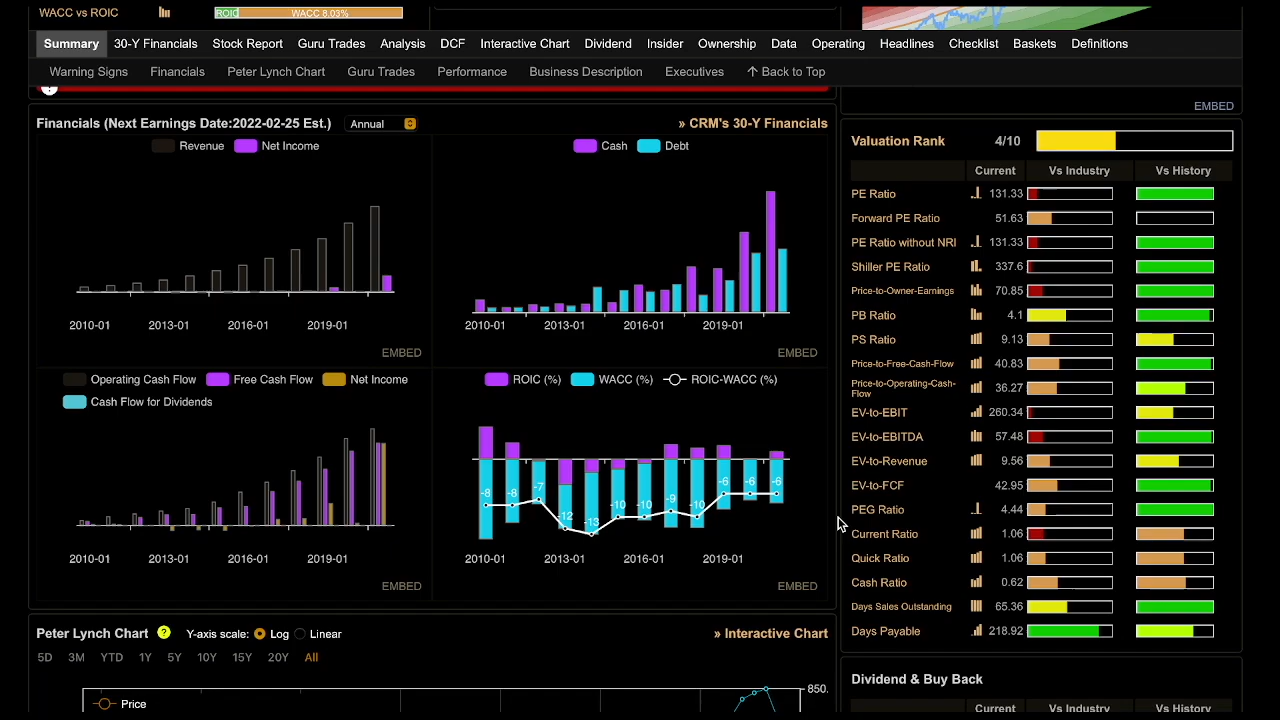 WACC vs ROIC
ROIC
WACC 8.03%
Summary 30-Y Financials Stock Report Guru Trades Analysis DCF Interactive Chart Dividend Insider Ownership Data Operating Headlines Checklist Baskets Definitions
Warning Signs Financials Peter Lynch Chart Guru Trades Performance Business Description Executives ↑ Back to Top
EMBED
Financials (Next Earnings Date:2022-02-25 Est.) Annual » CRM's 30-Y Financials
Revenue Net Income
2010-01 2013-01 2016-01 2019-01
EMBED
Cash Debt
2010-01 2013-01 2016-01 2019-01
EMBED
Operating Cash Flow Free Cash Flow Net Income
Cash Flow for Dividends
2010-01 2013-01 2016-01 2019-01
EMBED
ROIC (%) WACC (%) ROIC-WACC (%)
-8 -8 -7 -12 -13 -10 -10 -9 -10 -6 -6 -6
2010-01 2013-01 2016-01 2019-01
EMBED
Peter Lynch Chart ? Y-axis scale: Log Linear » Interactive Chart
5D 3M YTD 1Y 5Y 10Y 15Y 20Y All
Price
850.
Valuation Rank 4/10
Current Vs Industry Vs History
PE Ratio 131.33
Forward PE Ratio 51.63
PE Ratio without NRI 131.33
Shiller PE Ratio 337.6
Price-to-Owner-Earnings 70.85
PB Ratio 4.1
PS Ratio 9.13
Price-to-Free-Cash-Flow 40.83
Price-to-Operating-Cash-
Flow 36.27
EV-to-EBIT 260.34
EV-to-EBITDA 57.48
EV-to-Revenue 9.56
EV-to-FCF 42.95
PEG Ratio 4.44
Current Ratio 1.06
Quick Ratio 1.06
Cash Ratio 0.62
Days Sales Outstanding 65.36
Days Payable 218.92
Dividend & Buy Back
Current Vs Industry Vs History